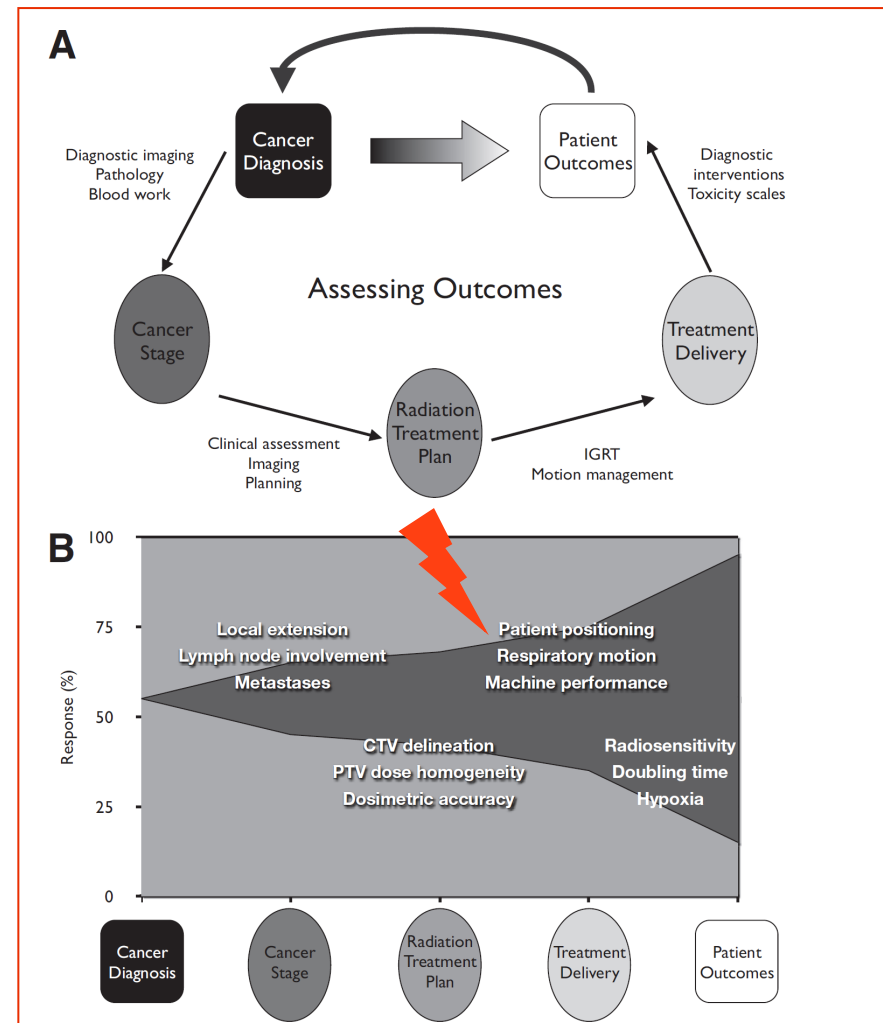 A
Cancer
Diagnosis
Patient
Outcomes
Diagnostic imaging
Pathology
Blood work
Diagnostic
interventions
Toxicity scales
Assessing Outcomes
Cancer
Stage
Treatment
Delivery
Radiation
Treatment
Plan
Clinical assessment
Imaging
Planning
IGRT
Motion management
B
100
75
50
25
0
Response (%)
Local extension
Lymph node involvement
Metastases
Patient positioning
Respiratory motion
Machine performance
CTV delineation
PTV dose homogeneity
Dosimetric accuracy
Radiosensitivity
Doubling time
Hypoxia
Cancer
Diagnosis
Cancer
Stage
Radiation
Treatment
Plan
Treatment
Delivery
Patient
Outcomes